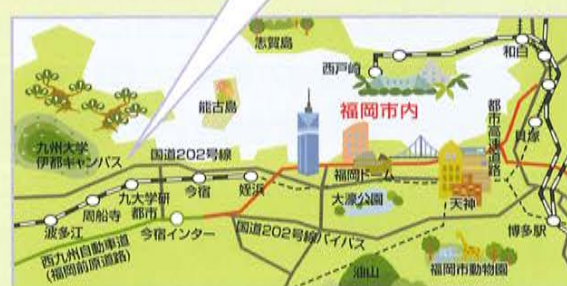 志賀島
和白
西戸崎
能古島
福岡市内
都市高速道路
貝塚
九州大学
伊都キャンパス
国道202号線
福岡ドーム
今宿
姪浜
九大学研
都市
大濠公園
天神
周船寺
波多江
今宿インター
国道202号線バイパス
博多駅
西九州自動車道
(福岡前原道路)
油山
福岡市動物園